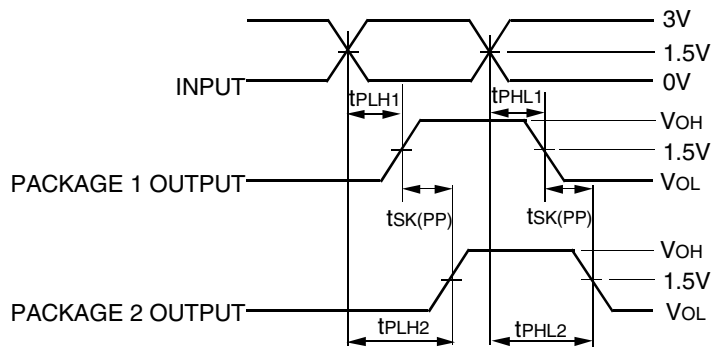 3V
1.5V
INPUT
0V
tPLH1
tPHL1
VOH
1.5V
PACKAGE 1 OUTPUT
VOL
tSK(PP)
tSK(PP)
VOH
1.5V
PACKAGE 2 OUTPUT
VOL
tPLH2
tPHL2